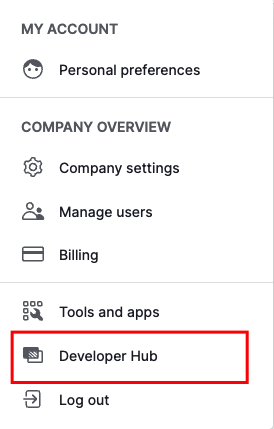 MY ACCOUNT
Personal preferences
COMPANY OVERVIEW
Company settings
Manage users
Billing
Tools and apps
Developer Hub
Log out